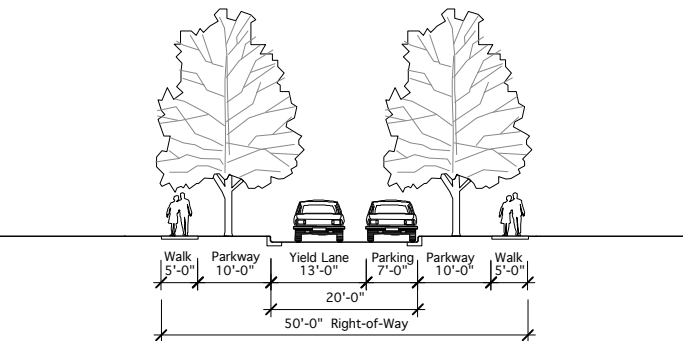 Walk Parkway Yield Lane Parking Parkway Walk
5'-0" 10'-0" 13'-0" 7'-0" 10'-0" 5'-0"
20'-0"
50'-0" Right-of-Way